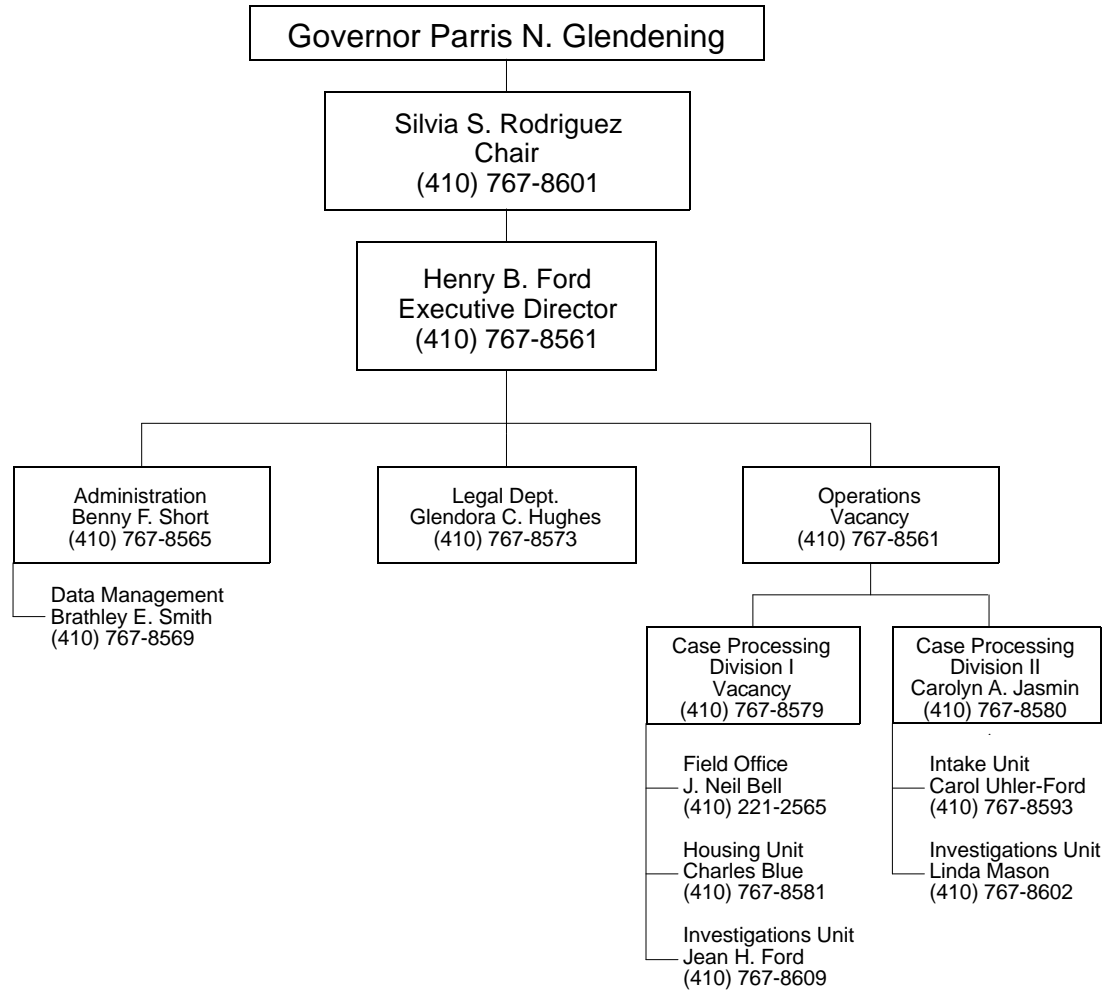 Governor Parris N. Glendening
Silvia S. Rodriguez
Chair
(410) 767-8601
Henry B. Ford
Executive Director
(410) 767-8561
Administration
Benny F. Short
(410) 767-8565
Data Management
Brathley E. Smith
(410) 767-8569
Legal Dept.
Glendora C. Hughes
(410) 767-8573
Operations
Vacancy
(410) 767-8561
Case Processing
Division I
Vacancy
(410) 767-8579
Field Office
J. Neil Bell
(410) 221-2565
Housing Unit
Charles Blue
(410) 767-8581
Investigations Unit
Jean H. Ford
(410) 767-8609
Case Processing
Division II
Carolyn A. Jasmin
(410) 767-8580
Intake Unit
Carol Uhler-Ford
(410) 767-8593
Investigations Unit
Linda Mason
(410) 767-8602